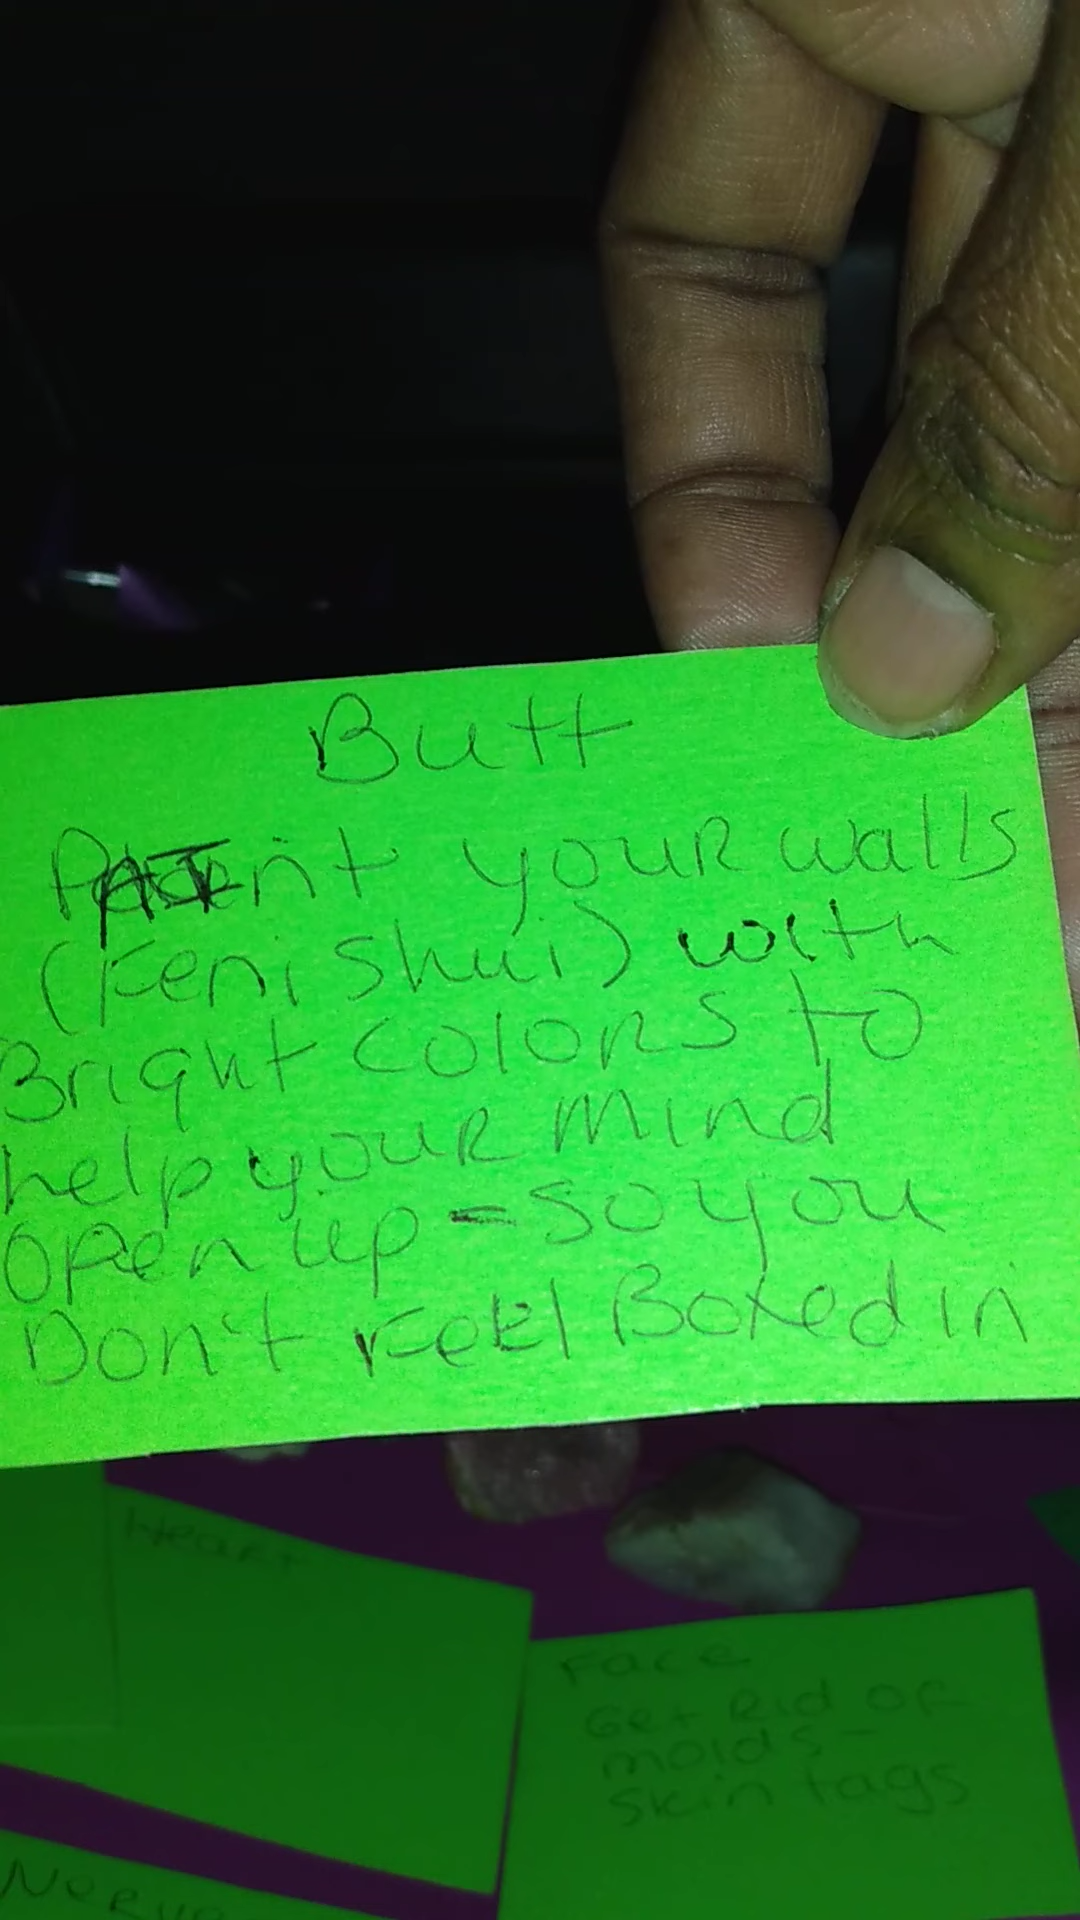 Butt
Paint your walls
(Feni Shui) with
Bright Colors to
help your mind
open up - so you
Don't Feel Boxed in
Heart
Face
Get Rid of
molds -
skin tags